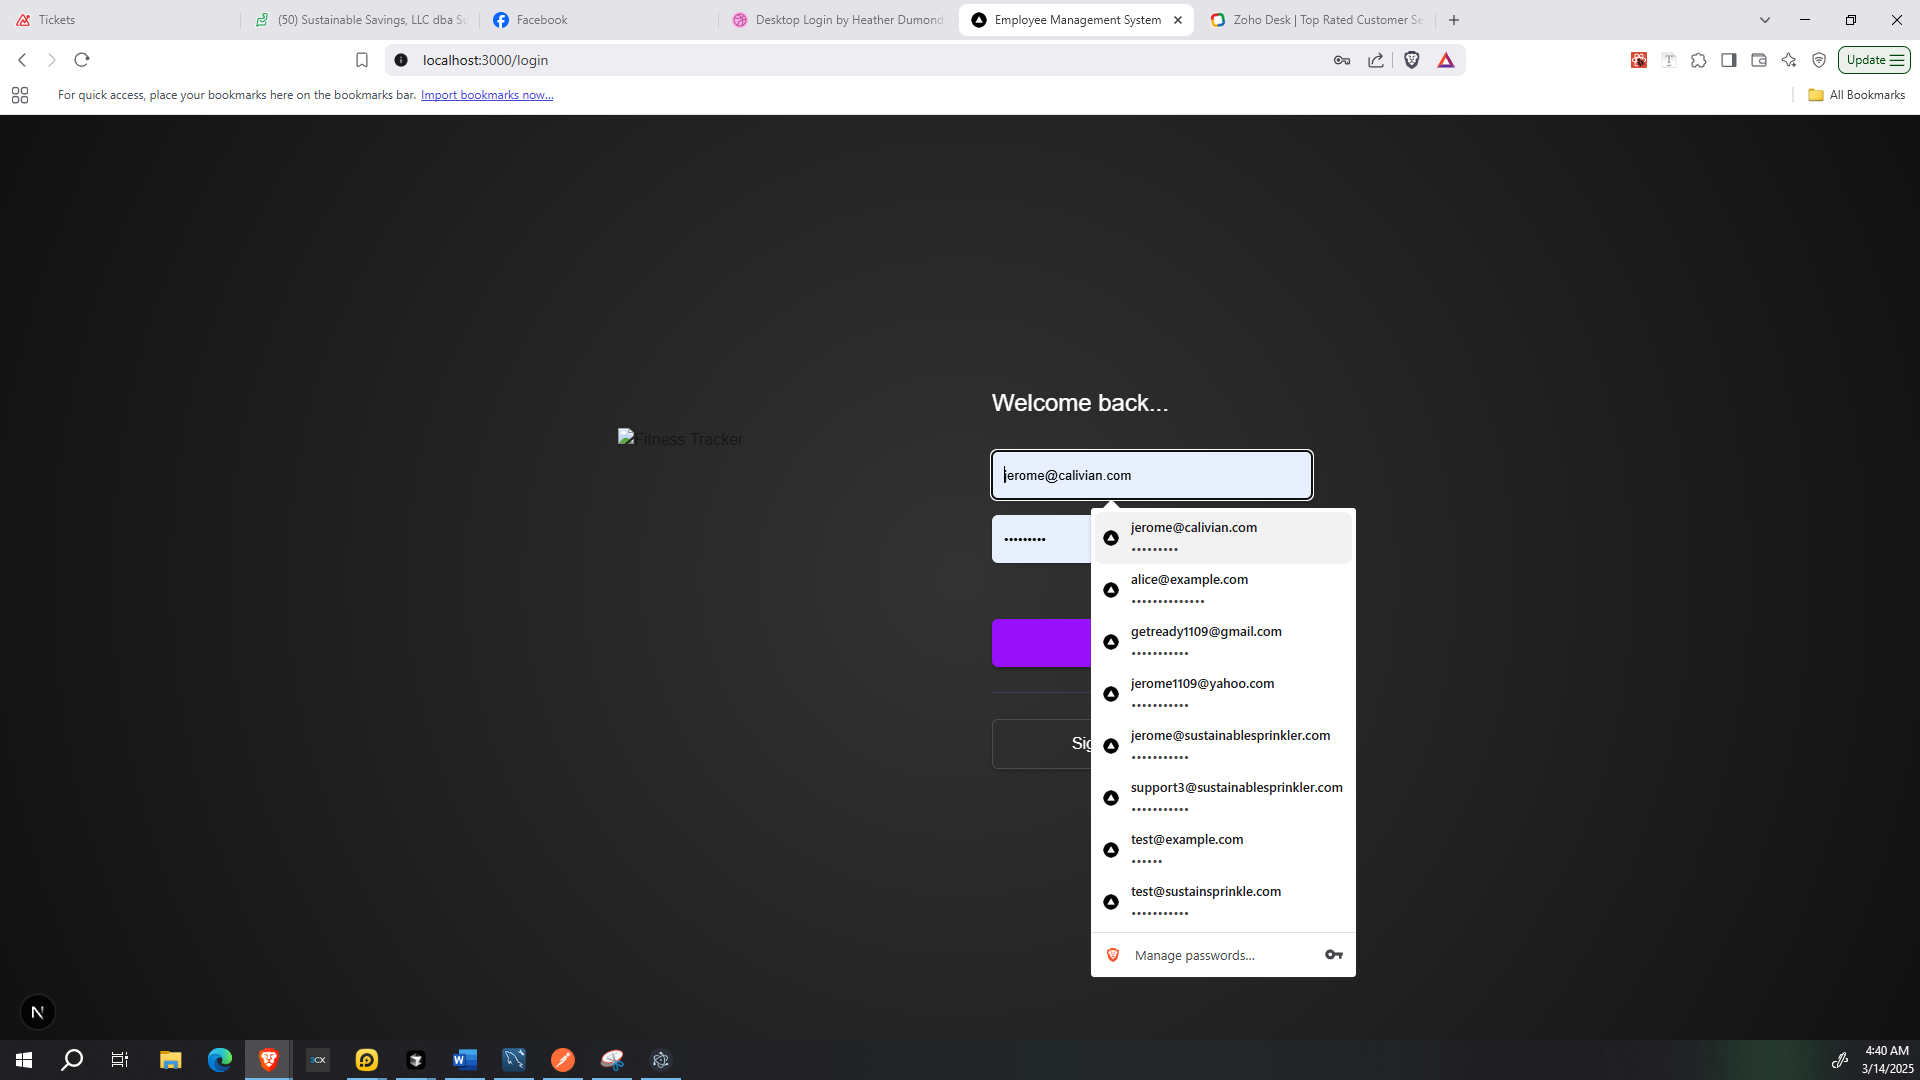 Tickets
(50) Sustainable Savings, LLC dba Su
Facebook
Desktop Login by Heather Dumond
Employee Management System
Zoho Desk | Top Rated Customer Se
localhost:3000/login
Update
For quick access, place your bookmarks here on the bookmarks bar. Import bookmarks now...
All Bookmarks
Welcome back...
Fitness Tracker
jerome@calivian.com
•••••••••
jerome@calivian.com
•••••••••
alice@example.com
••••••••••••••
getready1109@gmail.com
•••••••••••
jerome1109@yahoo.com
•••••••••••
Sig
jerome@sustainablesprinkler.com
•••••••••••
support3@sustainablesprinkler.com
•••••••••••
test@example.com
••••••
test@sustainsprinkle.com
•••••••••••
Manage passwords...
N
3CX
4:40 AM
3/14/2025